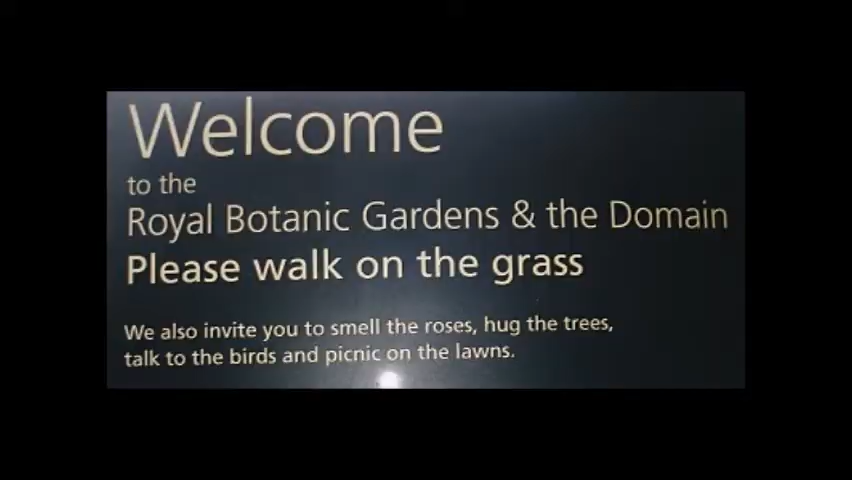 Welcome
to the
Royal Botanic Gardens & the Domain
Please walk on the grass
We also invite you to smell the roses, hug the trees,
talk to the birds and picnic on the lawns.